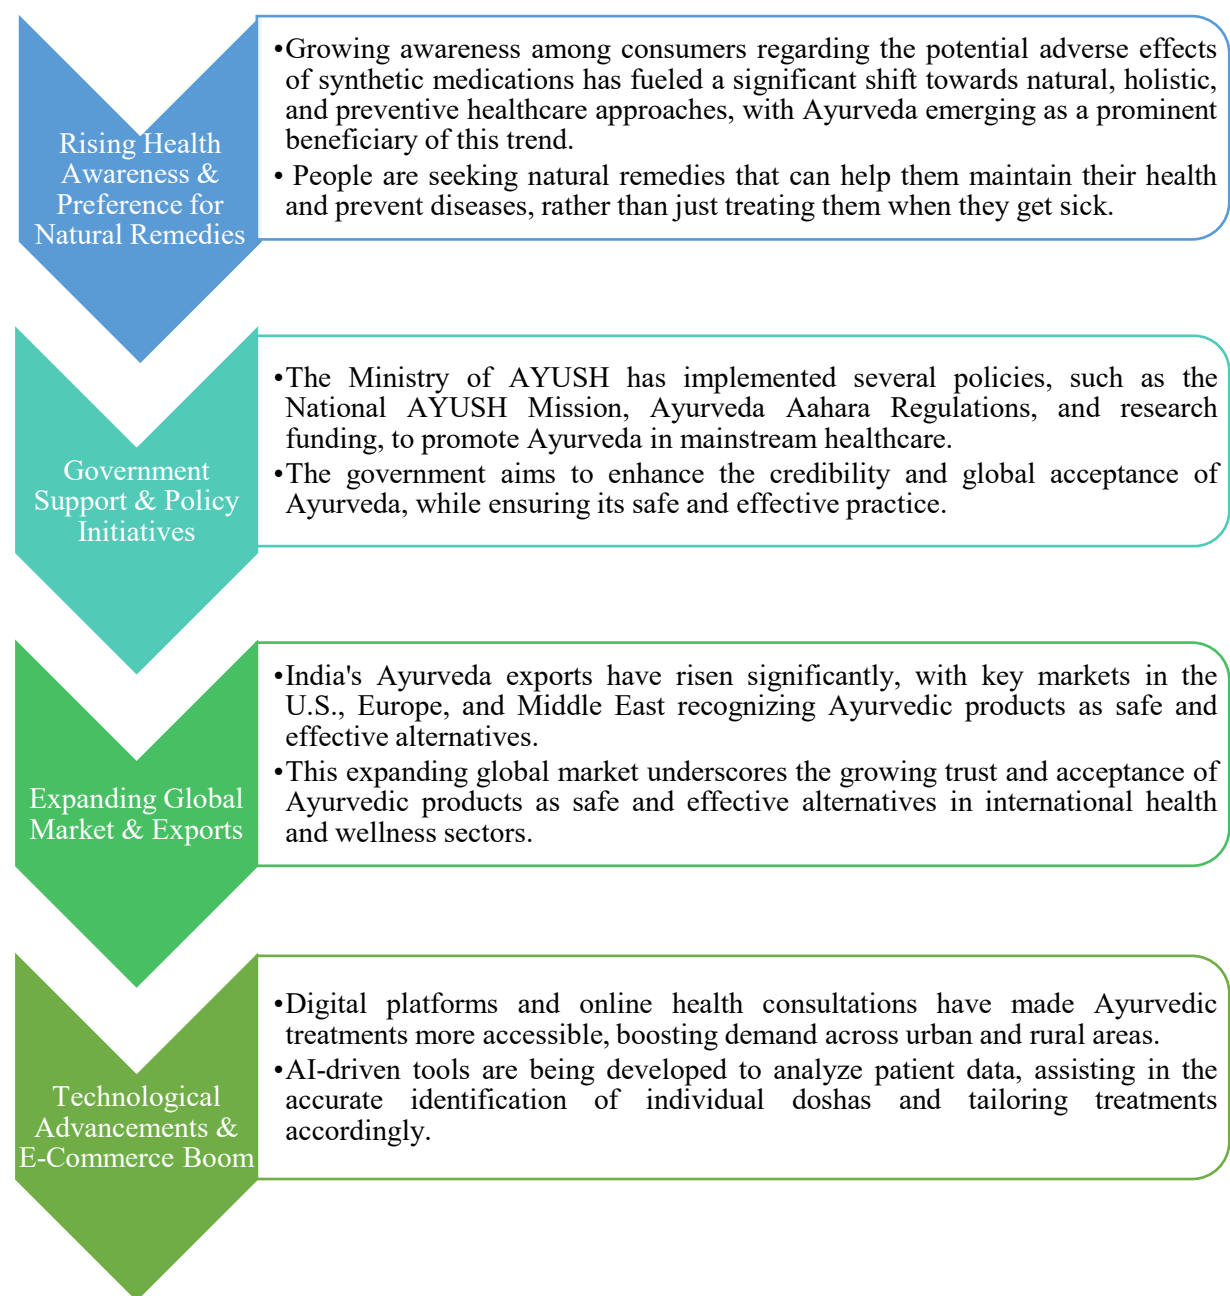 Rising Health
Awareness &
Preference for
Natural Remedies
•Growing awareness among consumers regarding the potential adverse effects
of synthetic medications has fueled a significant shift towards natural, holistic,
and preventive healthcare approaches, with Ayurveda emerging as a prominent
beneficiary of this trend.
• People are seeking natural remedies that can help them maintain their health
and prevent diseases, rather than just treating them when they get sick.
Government
Support & Policy
Initiatives
•The Ministry of AYUSH has implemented several policies, such as the
National AYUSH Mission, Ayurveda Aahara Regulations, and research
funding, to promote Ayurveda in mainstream healthcare.
•The government aims to enhance the credibility and global acceptance of
Ayurveda, while ensuring its safe and effective practice.
Expanding Global
Market & Exports
•India's Ayurveda exports have risen significantly, with key markets in the
U.S., Europe, and Middle East recognizing Ayurvedic products as safe and
effective alternatives.
•This expanding global market underscores the growing trust and acceptance of
Ayurvedic products as safe and effective alternatives in international health
and wellness sectors.
Technological
Advancements &
E-Commerce Boom
•Digital platforms and online health consultations have made Ayurvedic
treatments more accessible, boosting demand across urban and rural areas.
•AI-driven tools are being developed to analyze patient data, assisting in the
accurate identification of individual doshas and tailoring treatments
accordingly.